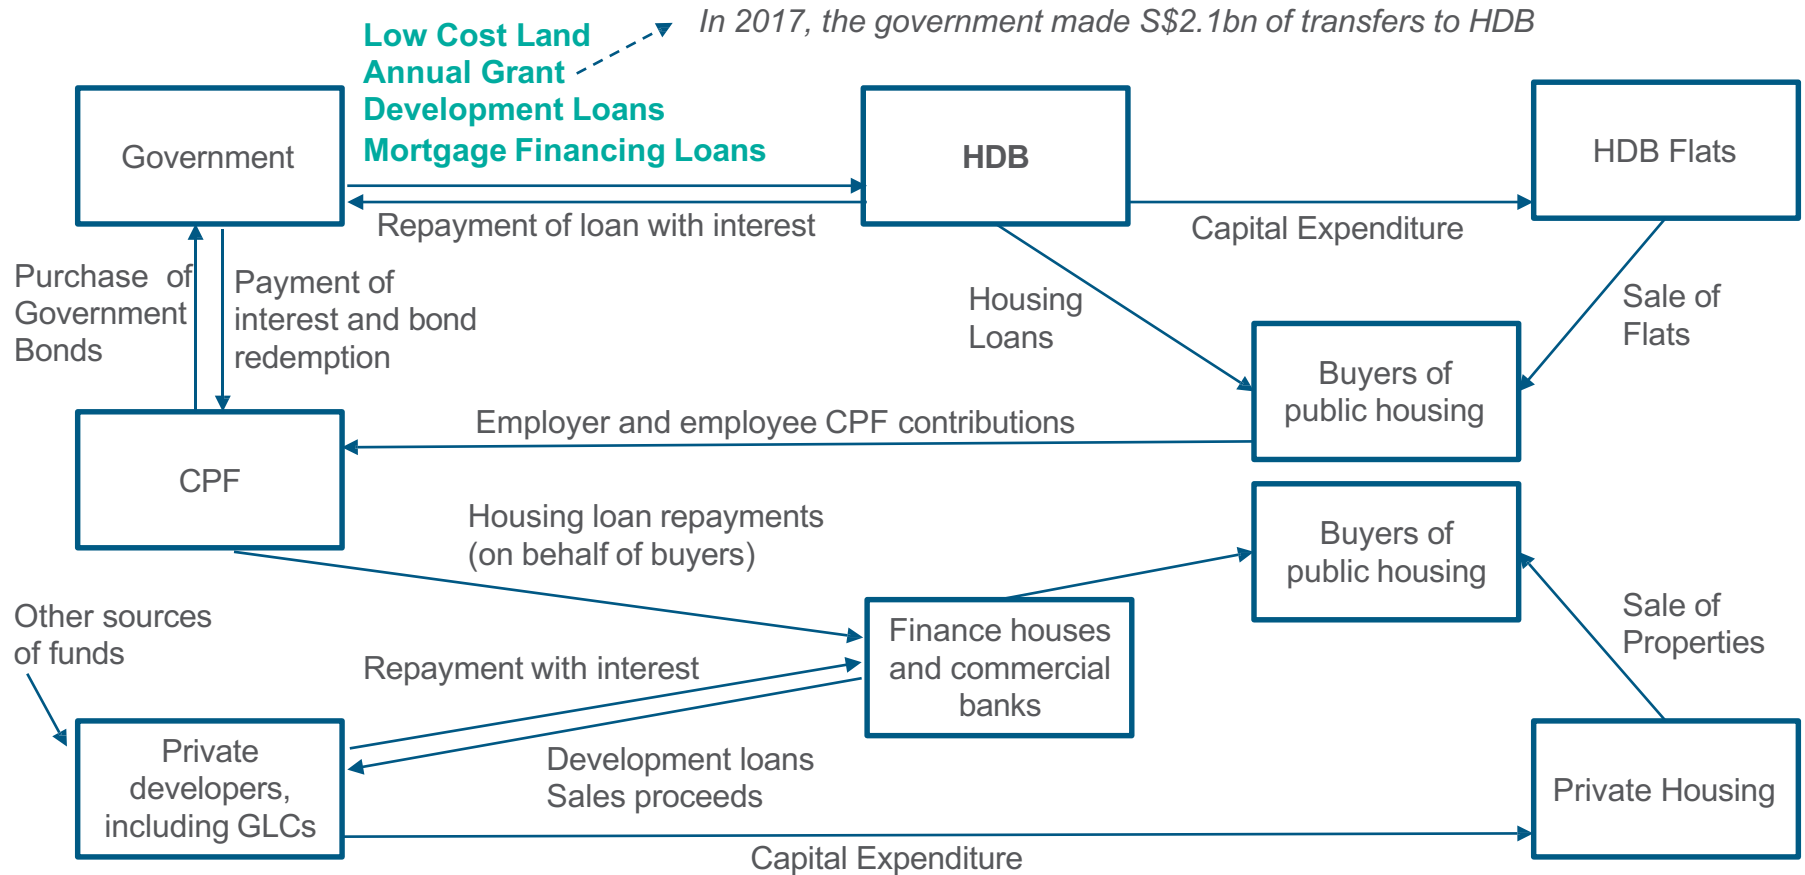 In 2017, the government made S$2.1bn of transfers to HDB
Low Cost Land
Annual Grant
Development Loans
Mortgage Financing Loans
Government
HDB
HDB Flats
Repayment of loan with interest
Capital Expenditure
Purchase of
Government
Bonds
Payment of
interest and bond
redemption
Housing
Loans
Sale of
Flats
Buyers of
public housing
Employer and employee CPF contributions
CPF
Housing loan repayments
(on behalf of buyers)
Buyers of
public housing
Other sources
of funds
Finance houses
and commercial
banks
Sale of
Properties
Repayment with interest
Private
developers,
including GLCs
Development loans
Sales proceeds
Private Housing
Capital Expenditure